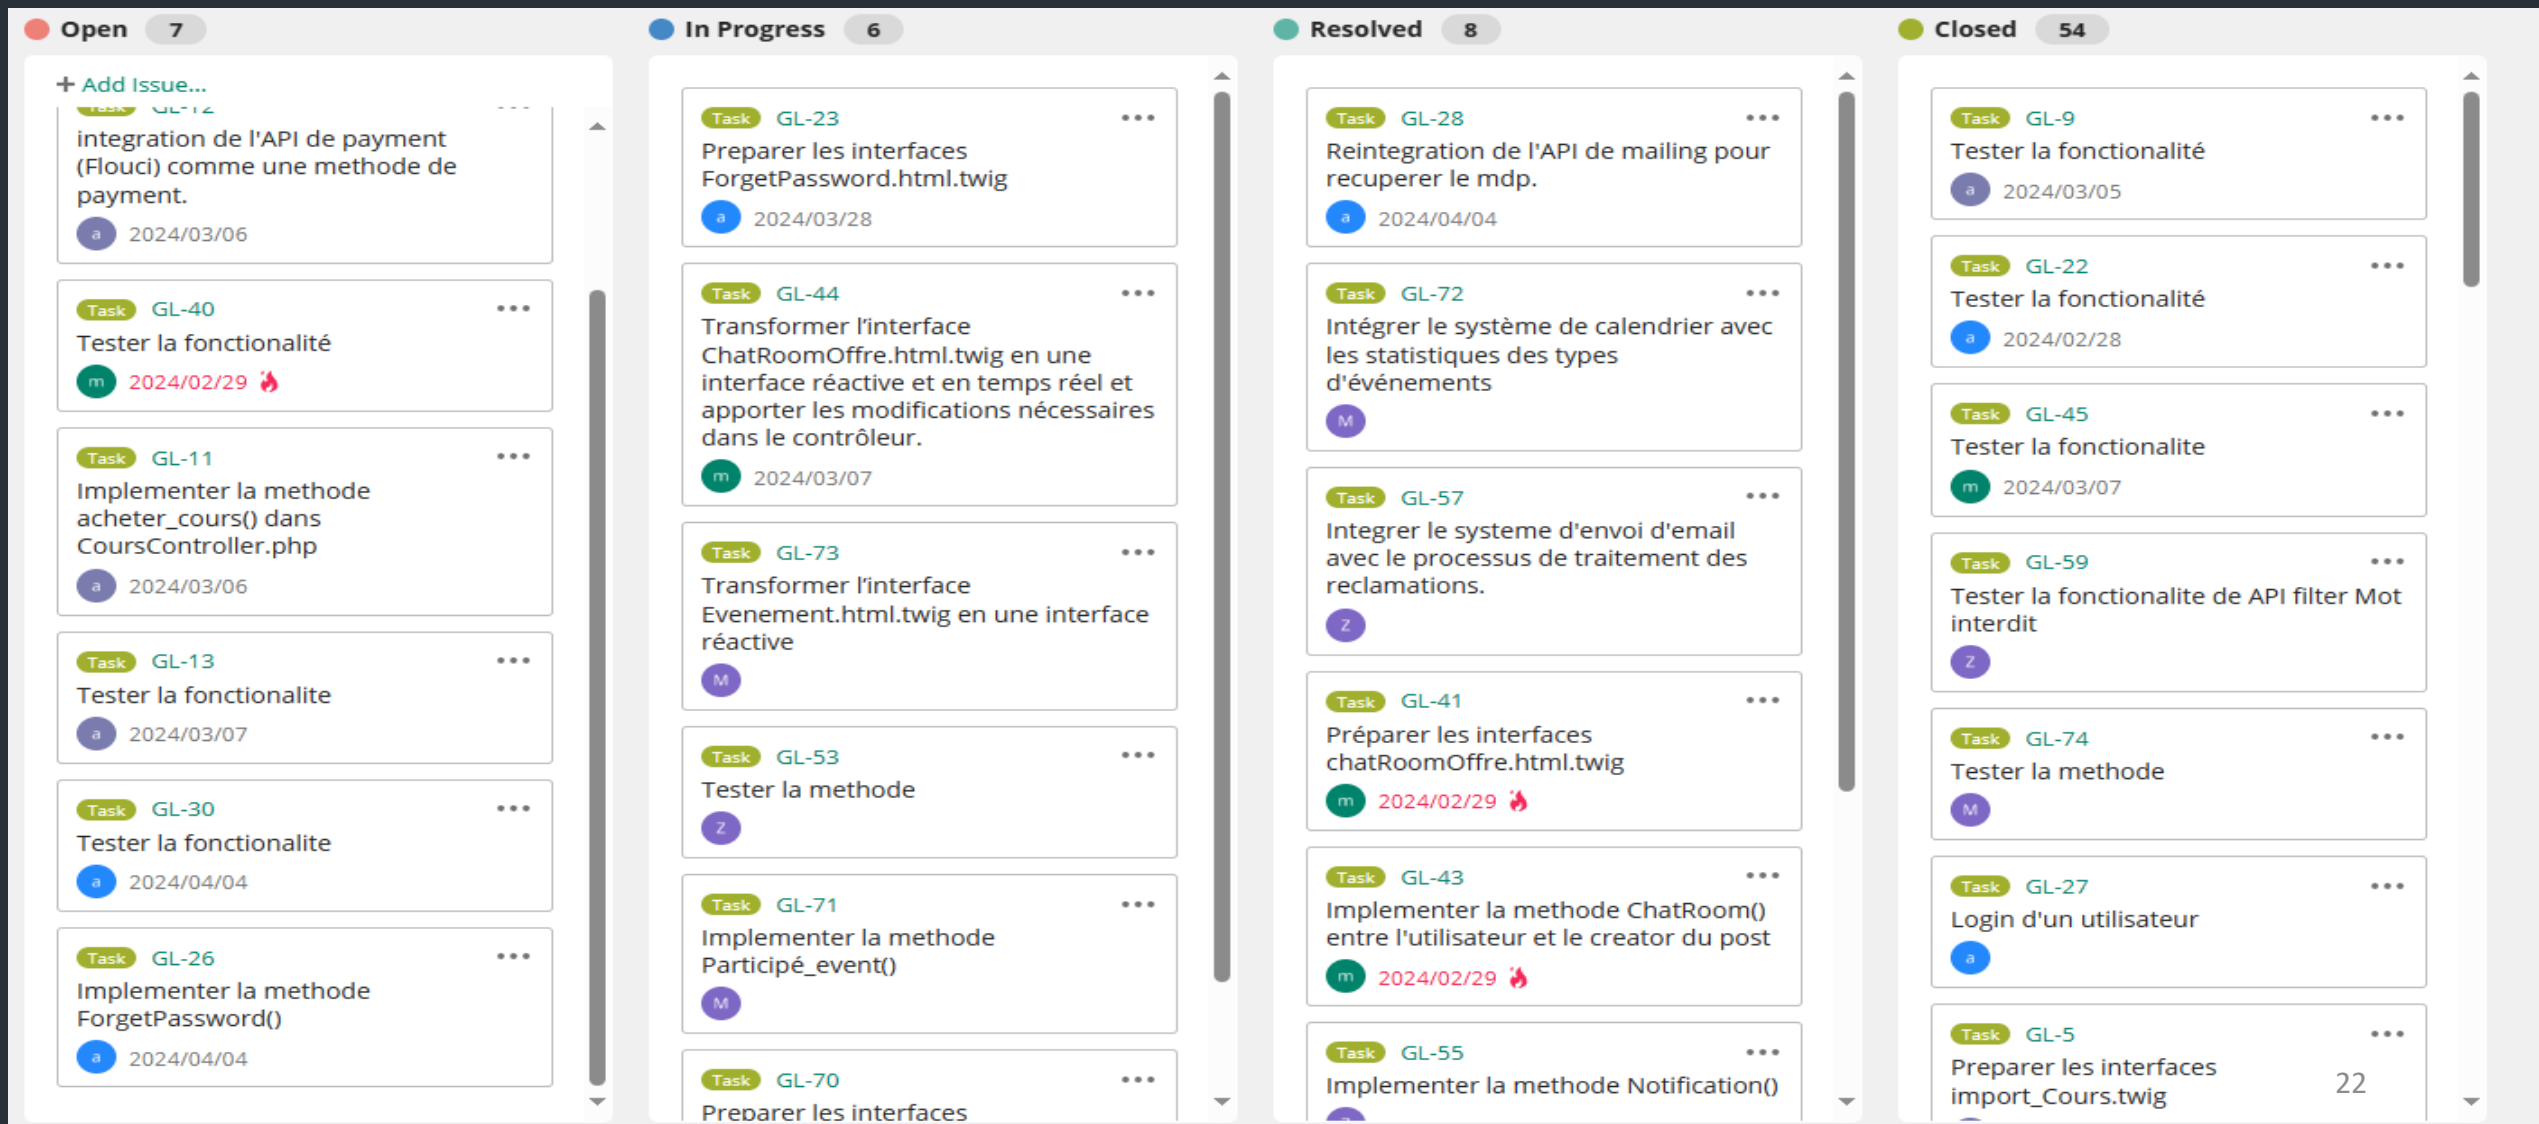 Open 7
+ Add Issue...
Task GL-12
integration de l'API de payment
(Flouci) comme une methode de
payment.
a 2024/03/06
Task GL-40
Tester la fonctionalité
m 2024/02/29
Task GL-11
Implementer la methode
acheter_cours() dans
CoursController.php
a 2024/03/06
Task GL-13
Tester la fonctionalite
a 2024/03/07
Task GL-30
Tester la fonctionalite
a 2024/04/04
Task GL-26
Implementer la methode
ForgetPassword()
a 2024/04/04
In Progress 6
Task GL-23
Preparer les interfaces
ForgetPassword.html.twig
a 2024/03/28
Task GL-44
Transformer l'interface
ChatRoomOffre.html.twig en une
interface réactive et en temps réel et
apporter les modifications nécessaires
dans le contrôleur.
m 2024/03/07
Task GL-73
Transformer l'interface
Evenement.html.twig en une interface
réactive
M
Task GL-53
Tester la methode
Z
Task GL-71
Implementer la methode
Participé_event()
M
Task GL-70
Preparer les interfaces
Resolved 8
Task GL-28
Reintegration de l'API de mailing pour
recuperer le mdp.
a 2024/04/04
Task GL-72
Intégrer le système de calendrier avec
les statistiques des types
d'événements
M
Task GL-57
Integrer le systeme d'envoi d'email
avec le processus de traitement des
reclamations.
Z
Task GL-41
Préparer les interfaces
chatRoomOffre.html.twig
m 2024/02/29
Task GL-43
Implementer la methode ChatRoom()
entre l'utilisateur et le creator du post
m 2024/02/29
Task GL-55
Implementer la methode Notification()
Closed 54
Task GL-9
Tester la fonctionalité
a 2024/03/05
Task GL-22
Tester la fonctionalité
a 2024/02/28
Task GL-45
Tester la fonctionalite
m 2024/03/07
Task GL-59
Tester la fonctionalite de API filter Mot
interdit
Z
Task GL-74
Tester la methode
M
Task GL-27
Login d'un utilisateur
a
Task GL-5
Preparer les interfaces
import_Cours.twig
22